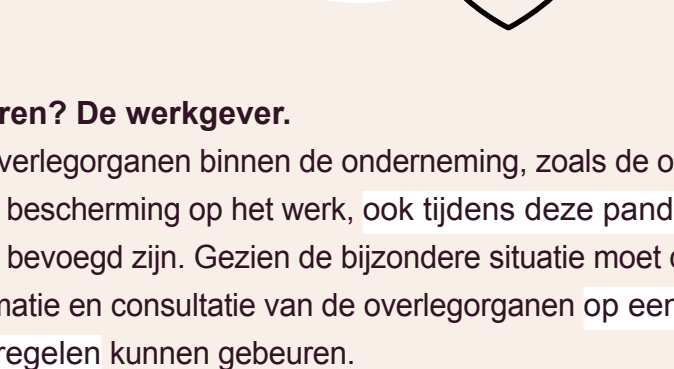 ren? De werkgever.
verlegorganen binnen de onderneming, zoals de o
bescherming op het werk, ook tijdens deze pand
bevoegd zijn. Gezien de bijzondere situatie moet
matie en consultatie van de overlegorganen op een
regelen kunnen gebeuren.